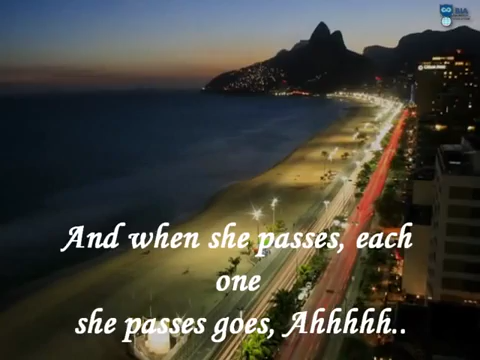 And when she passes, each
one
she passes goes, Ahhhhh..